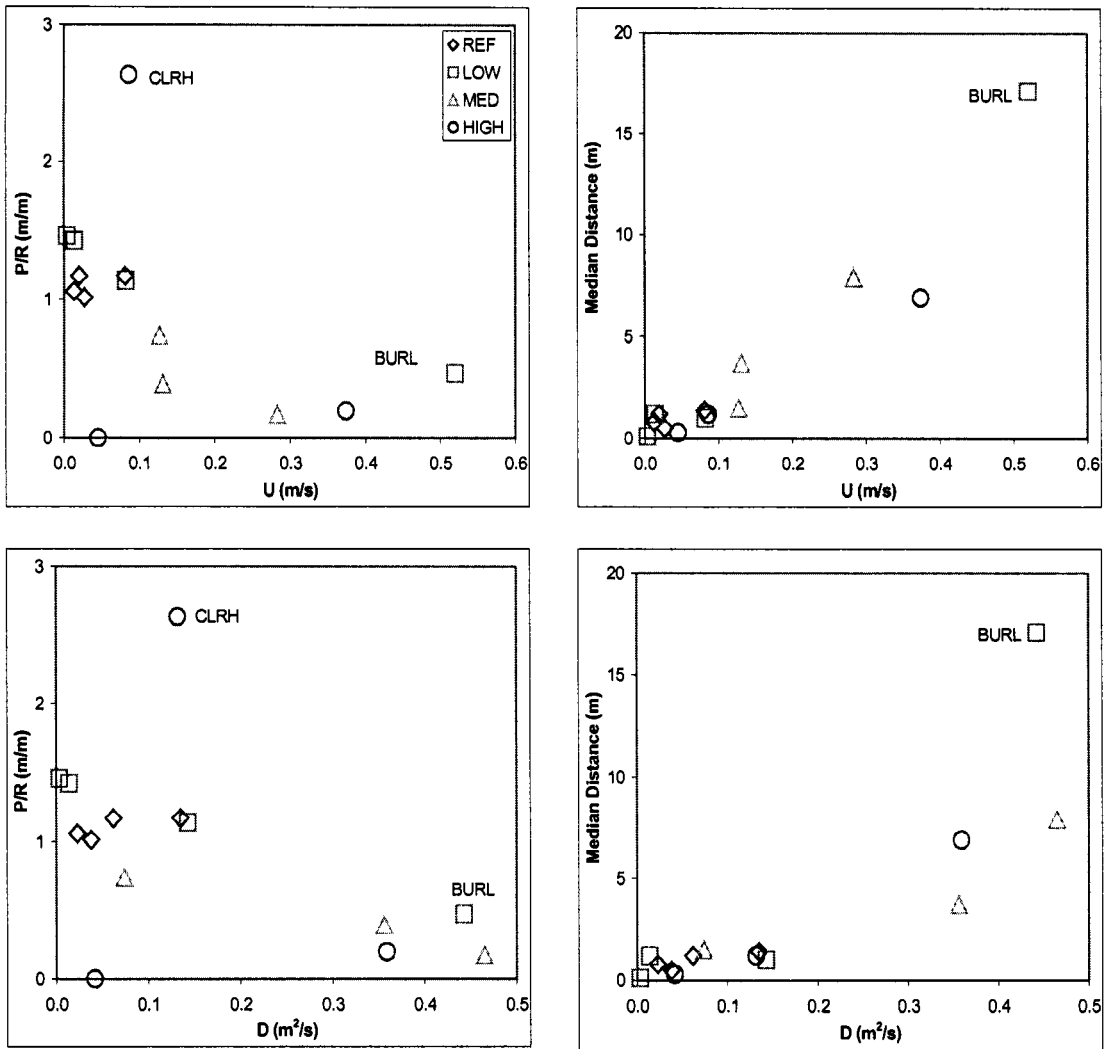 3
2
1
0
P/R (m/m)
CLRH
REF
LOW
MED
HIGH
BURL
0.0 0.1 0.2 0.3 0.4 0.5 0.6
U (m/s)
20
15
10
5
0
Median Distance (m)
BURL
0.0 0.1 0.2 0.3 0.4 0.5 0.6
U (m/s)
3
2
1
0
P/R (m/m)
CLRH
BURL
0.0 0.1 0.2 0.3 0.4 0.5
D (m²/s)
20
15
10
5
0
Median Distance (m)
BURL
0.0 0.1 0.2 0.3 0.4 0.5
D (m²/s)